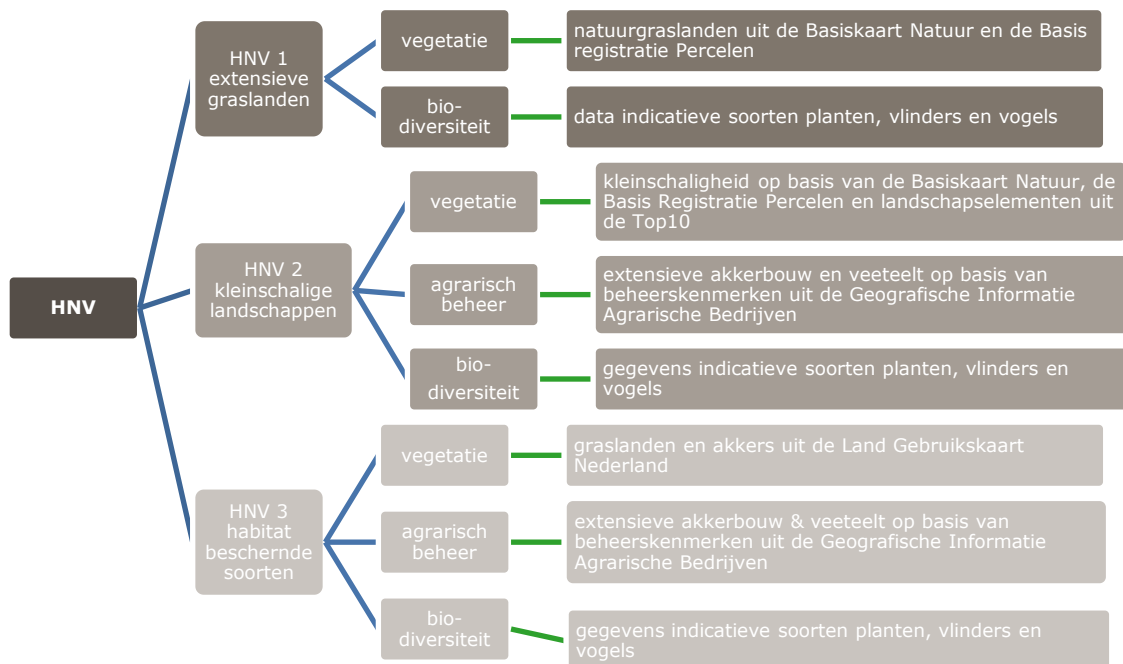 HNV
HNV 1
extensieve
graslanden
vegetatie
natuurgraslanden uit de Basiskaart Natuur en de Basis
registratie Percelen
bio-
diversiteit
data indicatieve soorten planten, vlinders en vogels
HNV 2
kleinschalige
landschappen
vegetatie
kleinschaligheid op basis van de Basiskaart Natuur, de
Basis Registratie Percelen en landschapselementen uit
de Top10
agrarisch
beheer
extensieve akkerbouw en veeteelt op basis van
beheerskenmerken uit de Geografische Informatie
Agrarische Bedrijven
bio-
diversiteit
gegevens indicatieve soorten planten, vlinders en
vogels
HNV 3
habitat
beschernde
soorten
vegetatie
graslanden en akkers uit de Land Gebruikskaart
Nederland
agrarisch
beheer
extensieve akkerbouw & veeteelt op basis van
beheerskenmerken uit de Geografische Informatie
Agrarische Bedrijven
bio-
diversiteit
gegevens indicatieve soorten planten, vlinders en
vogels